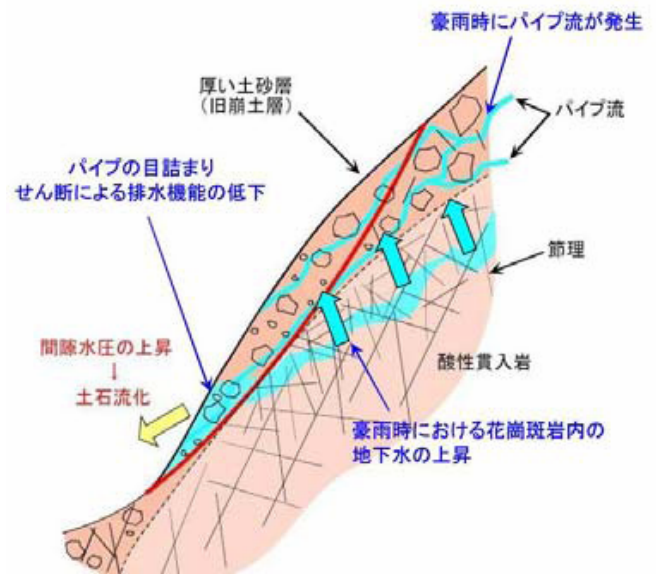 豪雨時にパイプ流が発生
厚い土砂層
（旧崩土層）
パイプ流
パイプの目詰まり
せん断による排水機能の低下
節理
間隙水圧の上昇
↓
土石流化
酸性貫入岩
豪雨時における花崗斑岩内の
地下水の上昇